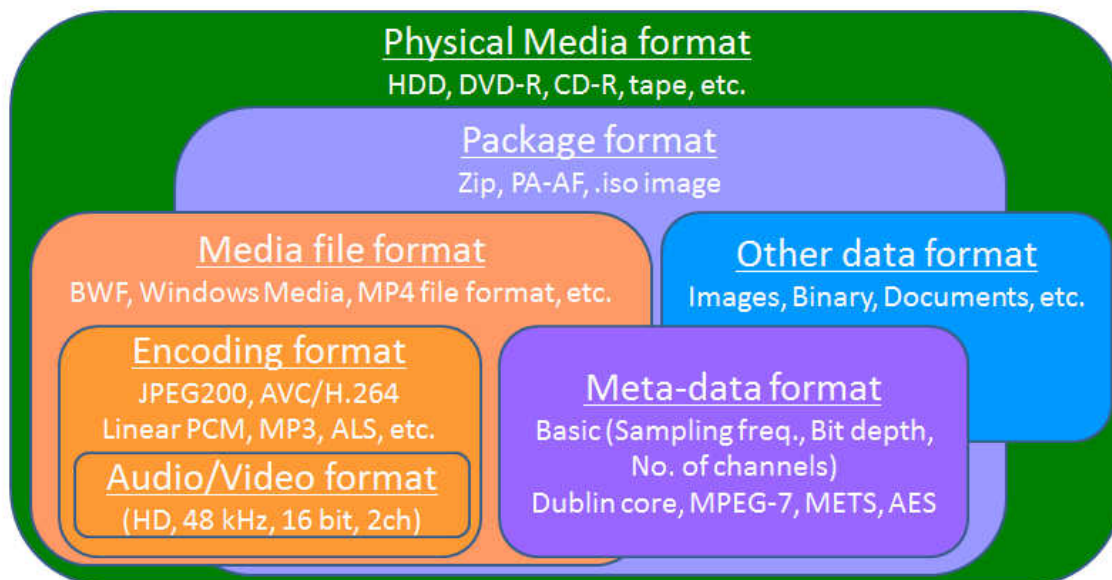 Physical Media format
HDD, DVD-R, CD-R, tape, etc.
Package format
Zip, PA-AF, .iso image
Media file format
BWF, Windows Media, MP4 file format, etc.
Other data format
Images, Binary, Documents, etc.
Encoding format
JPEG200, AVC/H.264
Linear PCM, MP3, ALS, etc.
Audio/Video format
(HD, 48 kHz, 16 bit, 2ch)
Meta-data format
Basic (Sampling freq., Bit depth,
No. of channels)
Dublin core, MPEG-7, METS, AES